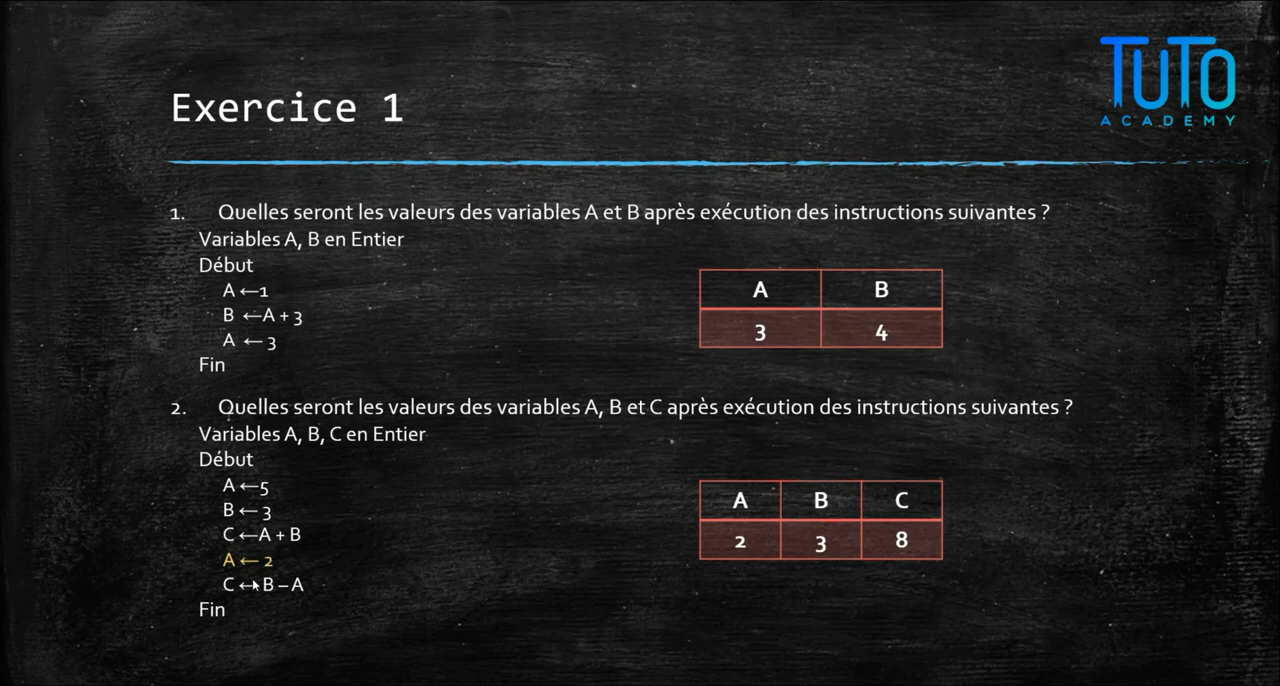 TUTO
ACADEMY
Exercice 1
1. Quelles seront les valeurs des variables A et B après exécution des instructions suivantes ?
Variables A, B en Entier
Début
A ←1
B ←A + 3
A ← 3
Fin
A B
3 4
2. Quelles seront les valeurs des variables A, B et C après exécution des instructions suivantes ?
Variables A, B, C en Entier
Début
A ←5
B ← 3
C ←A + B
A ← 2
C ← B – A
Fin
A B C
2 3 8